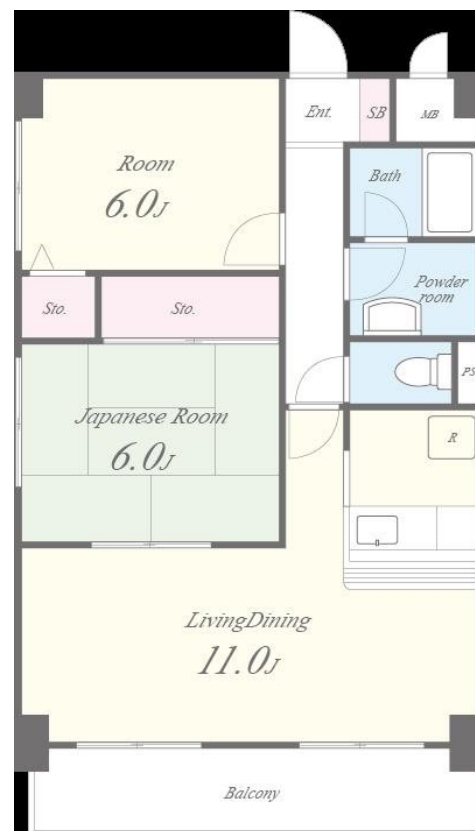 Ent.
SB
MB
Room
6.0J
Bath
Powder
room
Sto.
Sto.
PS
Japanese Room
6.0J
R
LivingDining
11.0J
Balcony